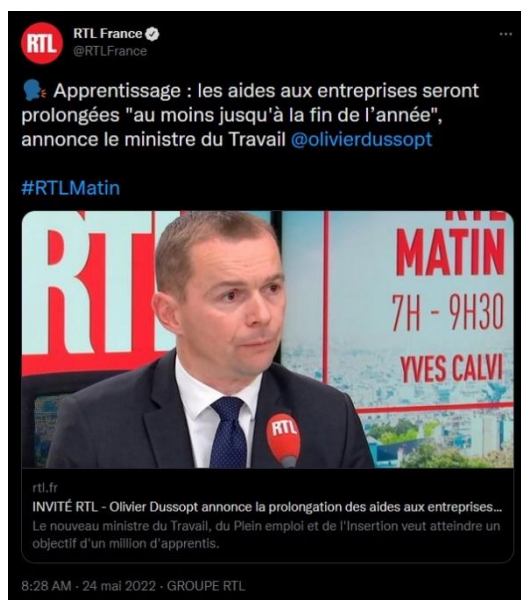 RTL
RTL France
@RTLFrance
Apprentissage : les aides aux entreprises seront
prolongées "au moins jusqu'à la fin de l’année",
annonce le ministre du Travail @olivierdussopt
#RTLMatin
RTL
RTL
MATIN
7H - 9H30
YVES CALVI
RTL
rtl.fr
INVITÉ RTL - Olivier Dussopt annonce la prolongation des aides aux entreprises...
Le nouveau ministre du Travail, du Plein emploi et de l'Insertion veut atteindre un
objectif d'un million d'apprentis.
8:28 AM · 24 mai 2022 · GROUPE RTL